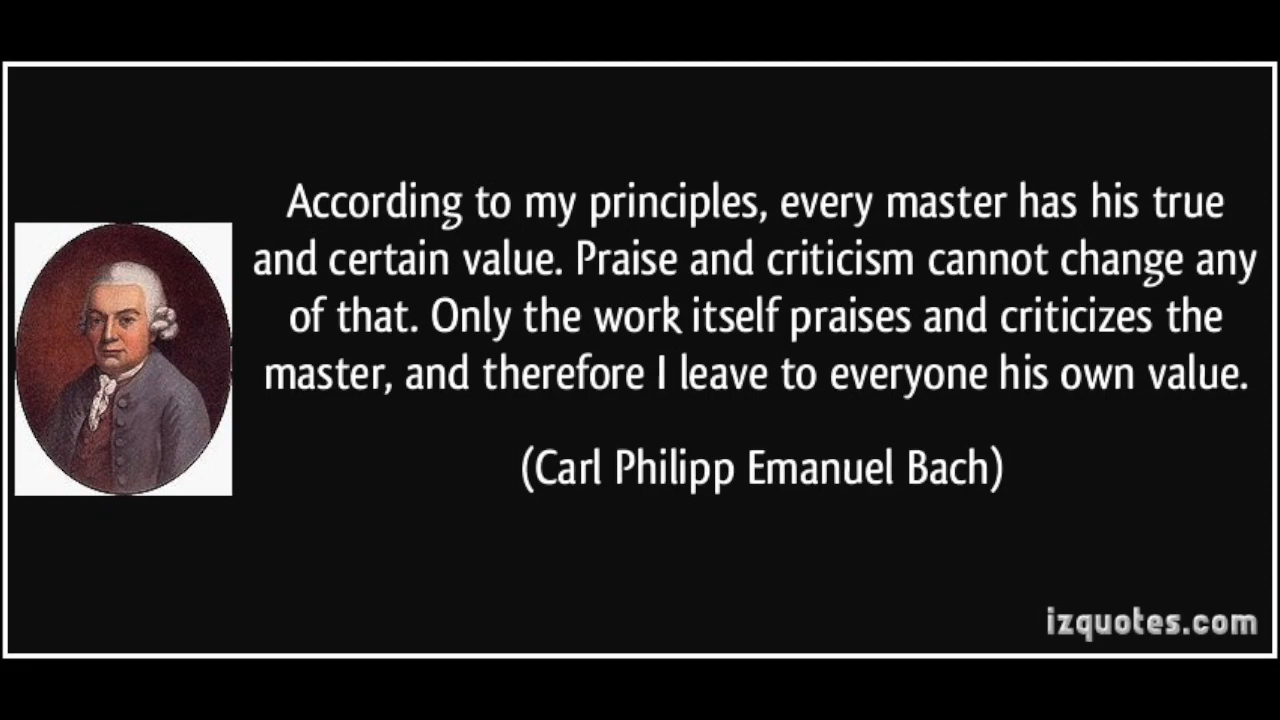 According to my principles, every master has his true
and certain value. Praise and criticism cannot change any
of that. Only the work itself praises and criticizes the
master, and therefore I leave to everyone his own value.
(Carl Philipp Emanuel Bach)
izquotes.com